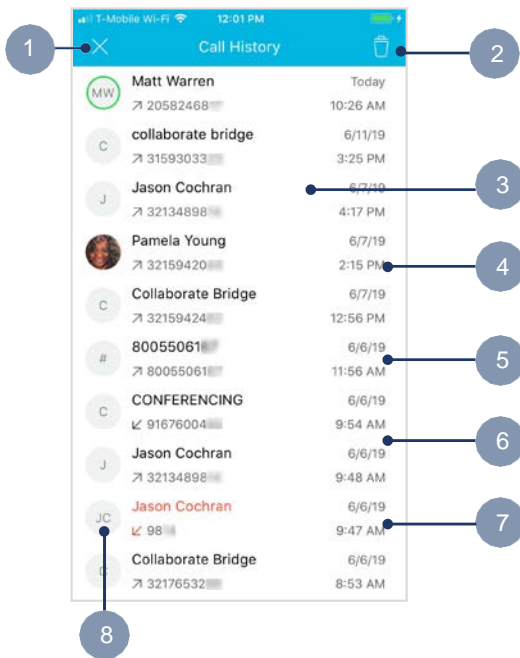 T-Mobile Wi-Fi 12:01 PM
Call History
1
2
MW Matt Warren Today
20582468 10:26 AM
C collaborate bridge 6/11/19
31593033 3:25 PM
J Jason Cochran 6/7/19
32134898 4:17 PM
3
Pamela Young 6/7/19
32159420 2:15 PM
4
C Collaborate Bridge 6/7/19
32159424 12:56 PM
# 80055061 6/6/19
80055061 11:56 AM
5
C CONFERENCING 6/6/19
91676004 9:54 AM
6
J Jason Cochran 6/6/19
32134898 9:48 AM
JC Jason Cochran 6/6/19
98 9:47 AM
7
C Collaborate Bridge 6/6/19
32176532 8:53 AM
8